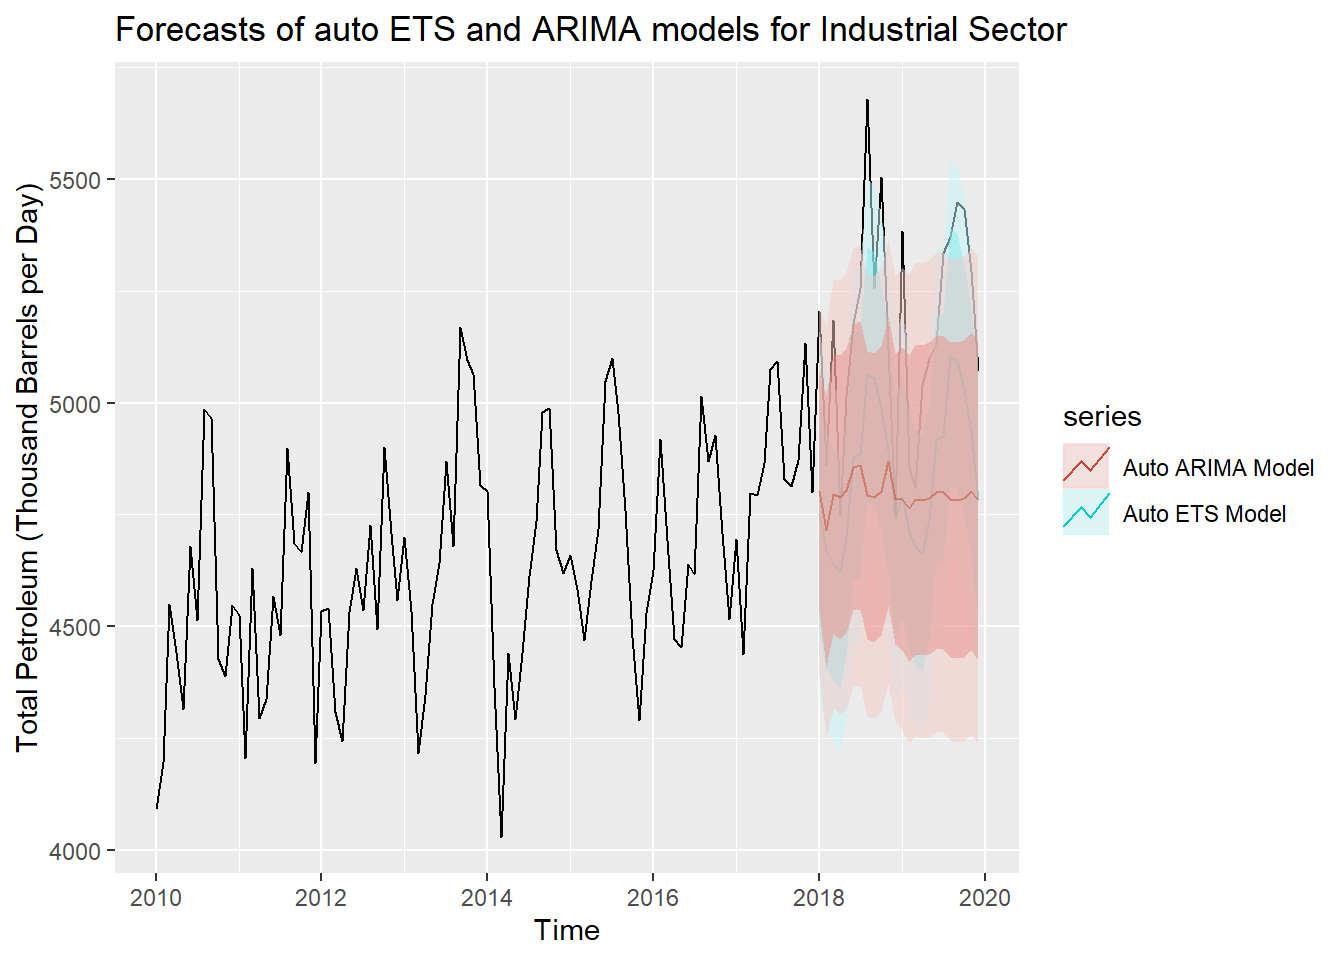 Forecasts of auto ETS and ARIMA models for Industrial Sector
Total Petroleum (Thousand Barrels per Day)
5500
5000
4500
4000
2010 2012 2014 2016 2018 2020
Time
series
Auto ARIMA Model
Auto ETS Model